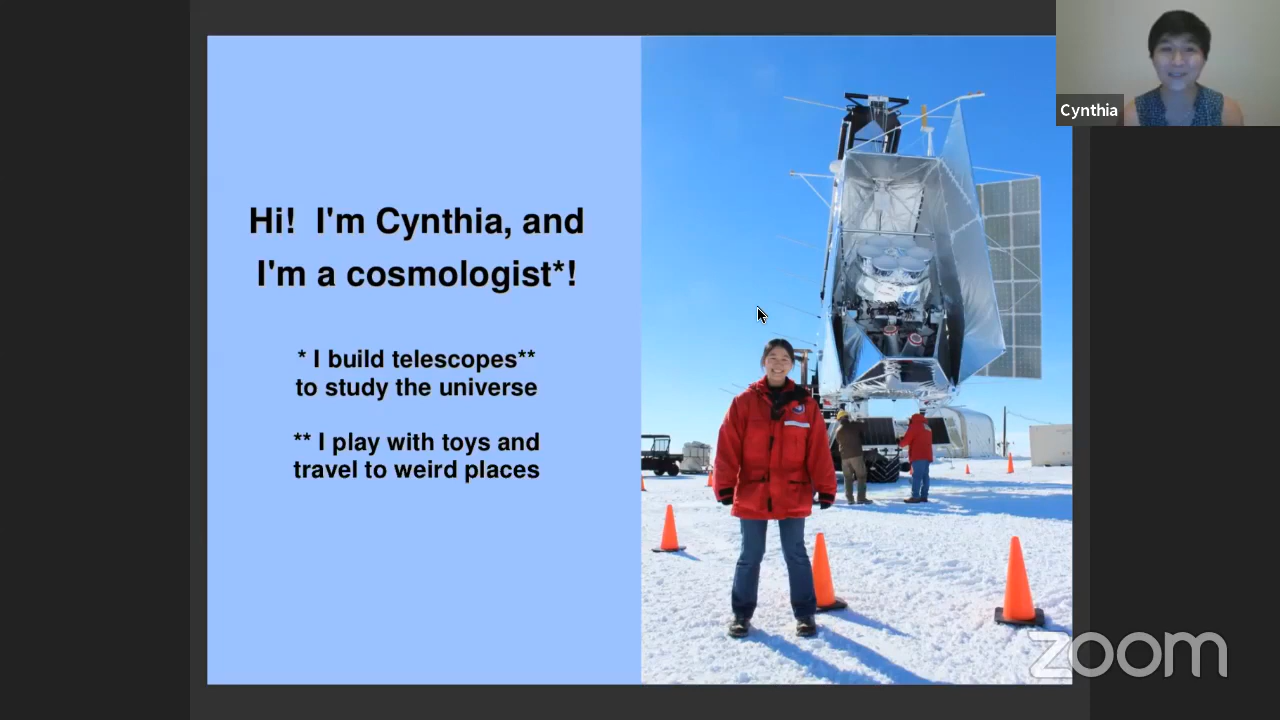 Hi!  I'm Cynthia, and
I'm a cosmologist*!
* I build telescopes**
to study the universe
** I play with toys and
travel to weird places
Cynthia
zoom